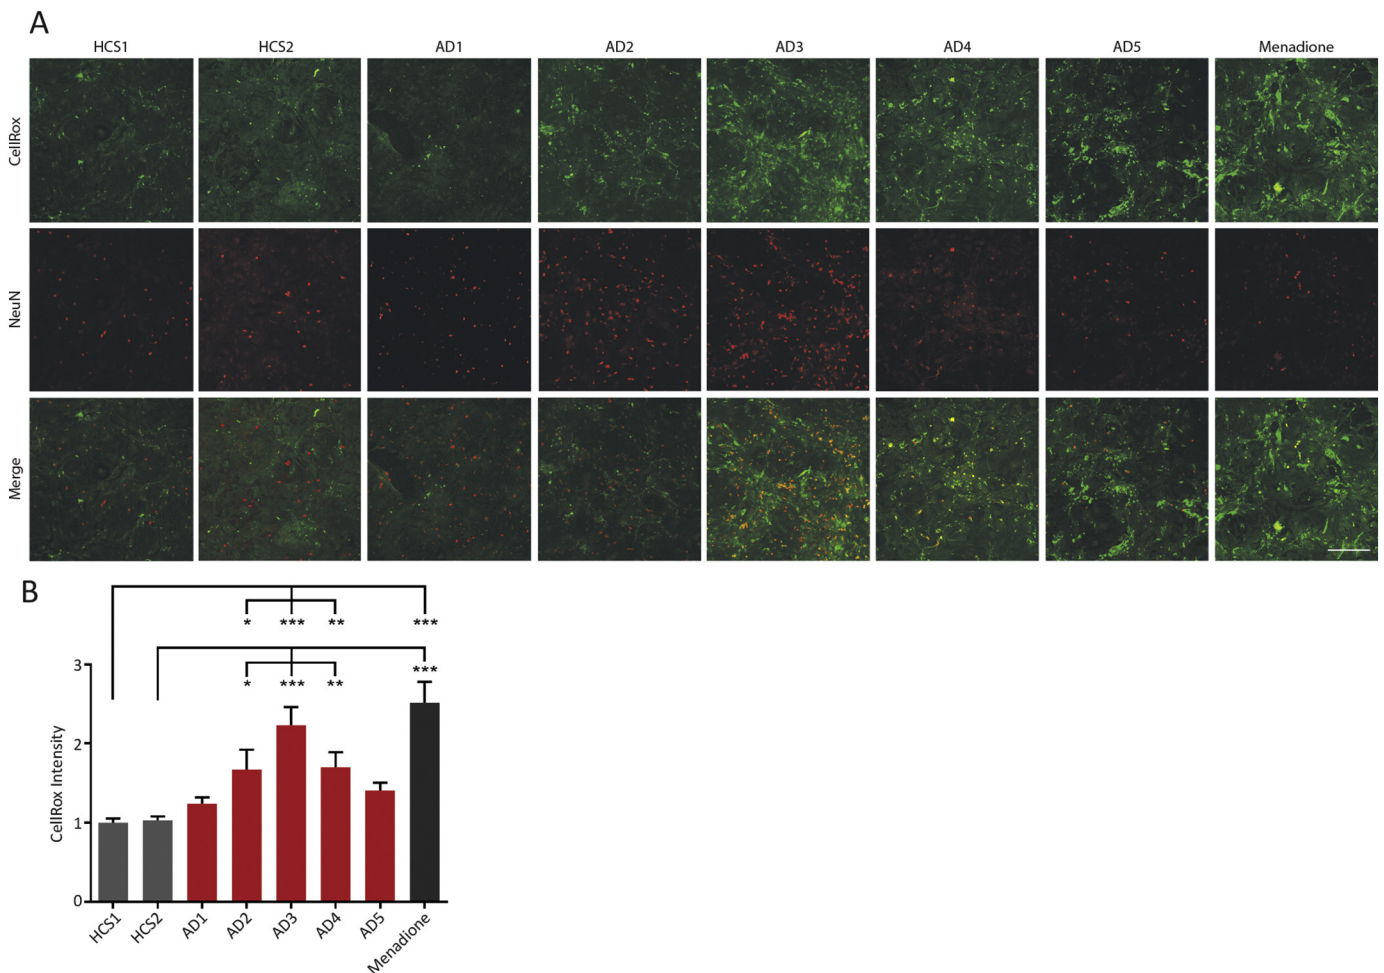 A
HCS1 HCS2 AD1 AD2 AD3 AD4 AD5 Menadione
CellRox
NeuN
Merge
B
* *** ** ***
***
* *** **
3
2
1
0
CellRox Intensity
HCS1 HCS2 AD1 AD2 AD3 AD4 AD5 Menadione